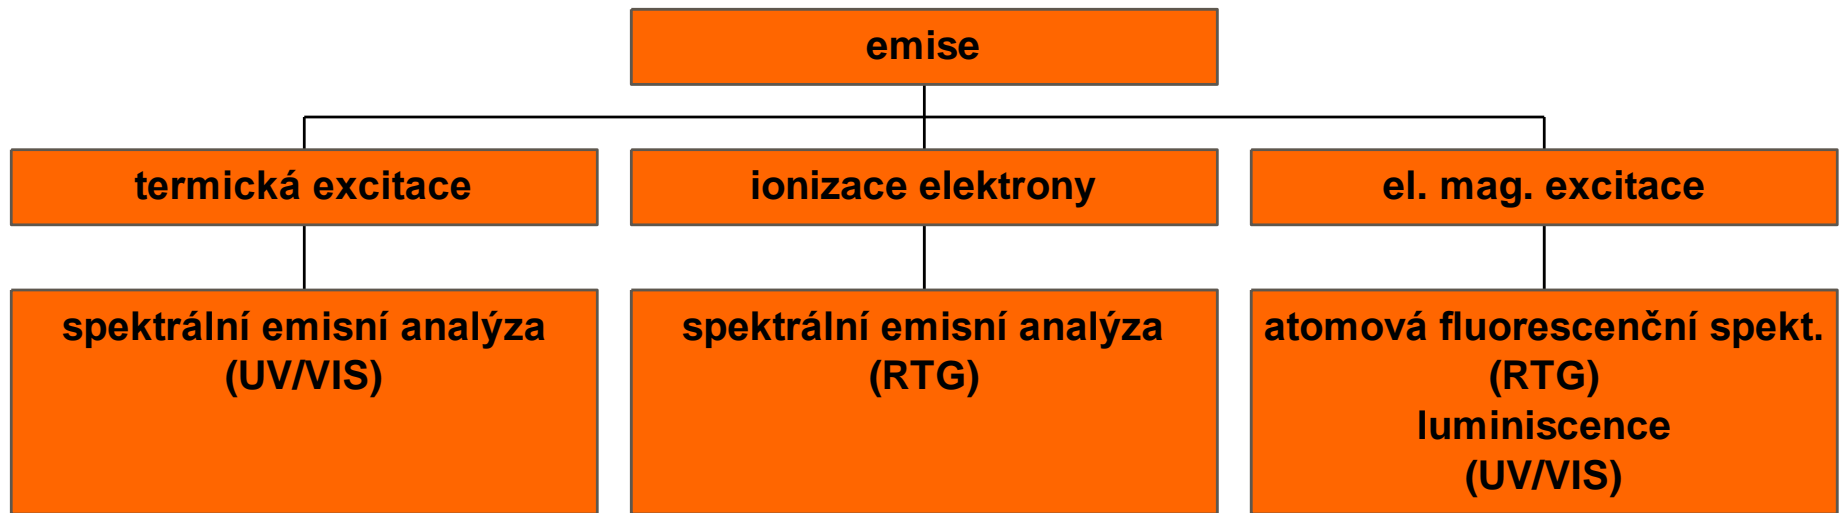 emise
termická excitace
ionizace elektrony
el. mag. excitace
spektrální emisní analýza
(UV/VIS)
spektrální emisní analýza
(RTG)
atomová fluorescenční spekt.
(RTG)
luminiscence
(UV/VIS)